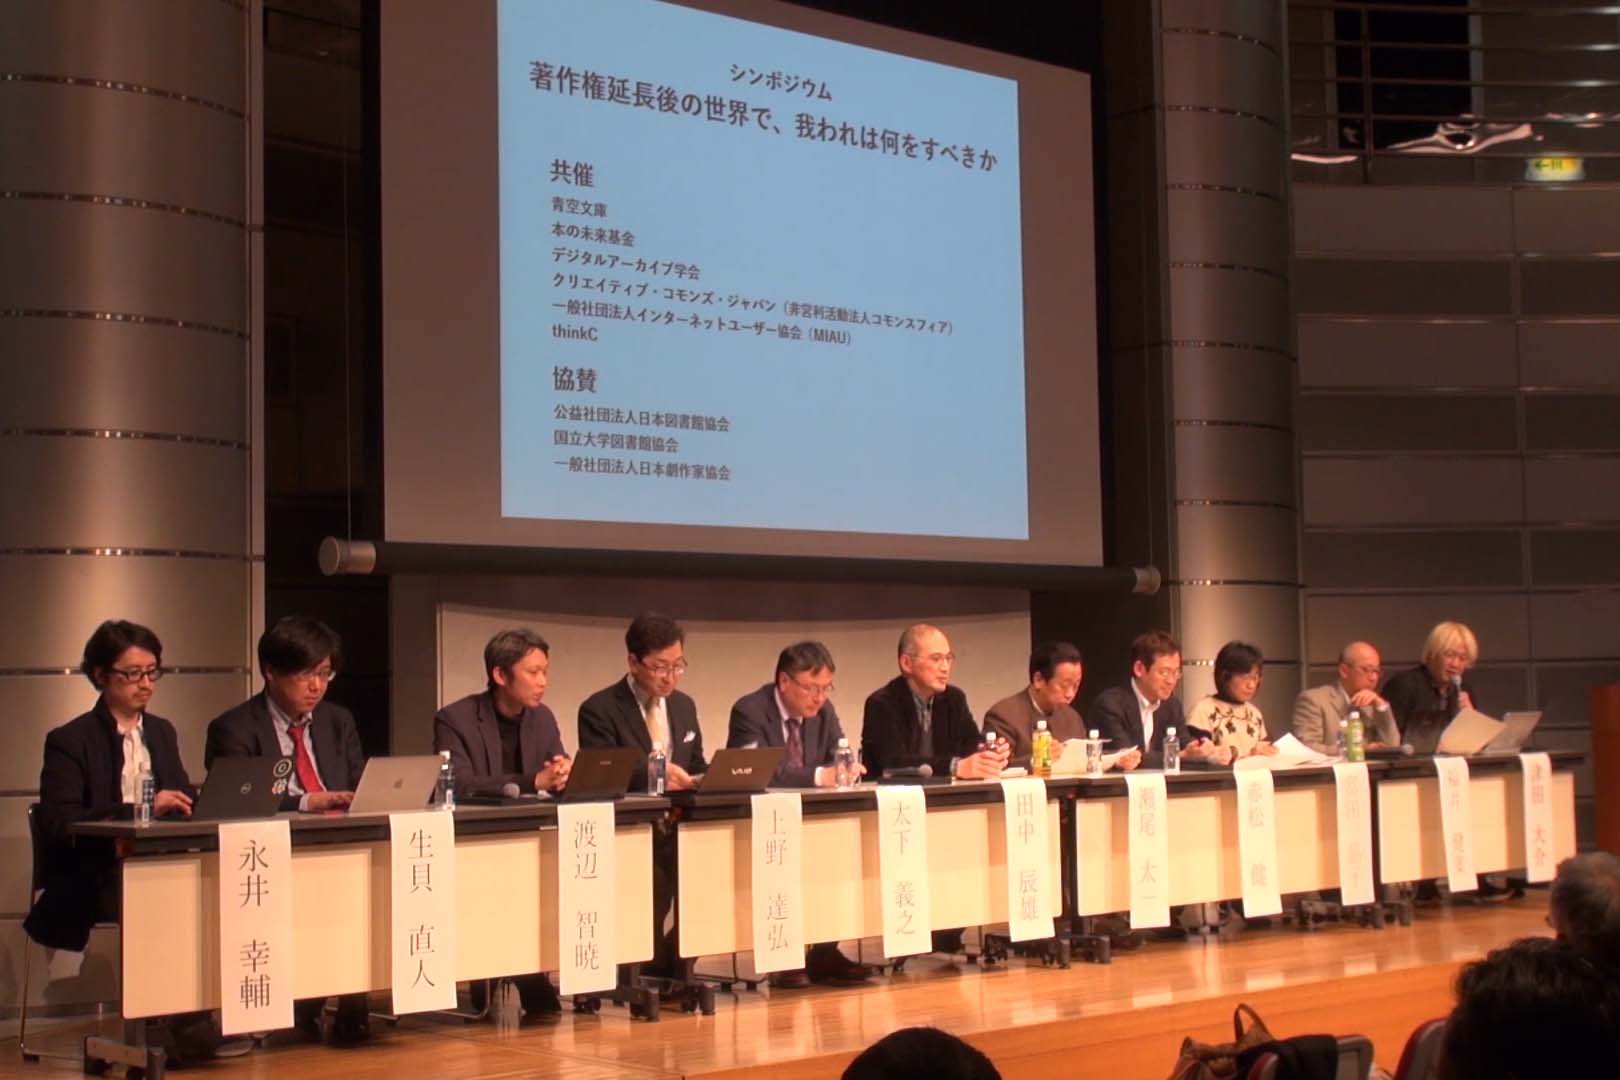 シンポジウム
著作権延長後の世界で、我われは何をすべきか
共催
青空文庫
本の未来基金
デジタルアーカイブ学会
クリエイティブ・コモンズ・ジャパン（非営利活動法人コモンスフィア）
一般社団法人インターネットユーザー協会（MIAU）
thinkC
協賛
公益社団法人日本図書館協会
国立大学図書館協会
一般社団法人日本劇作家協会
永井 幸輔
生貝 直人
渡辺 智暁
上野 達弘
太下 義之
田中 辰雄
瀬尾 太一
赤松 健
福井 健策
津田 大介
VAIO
DELL